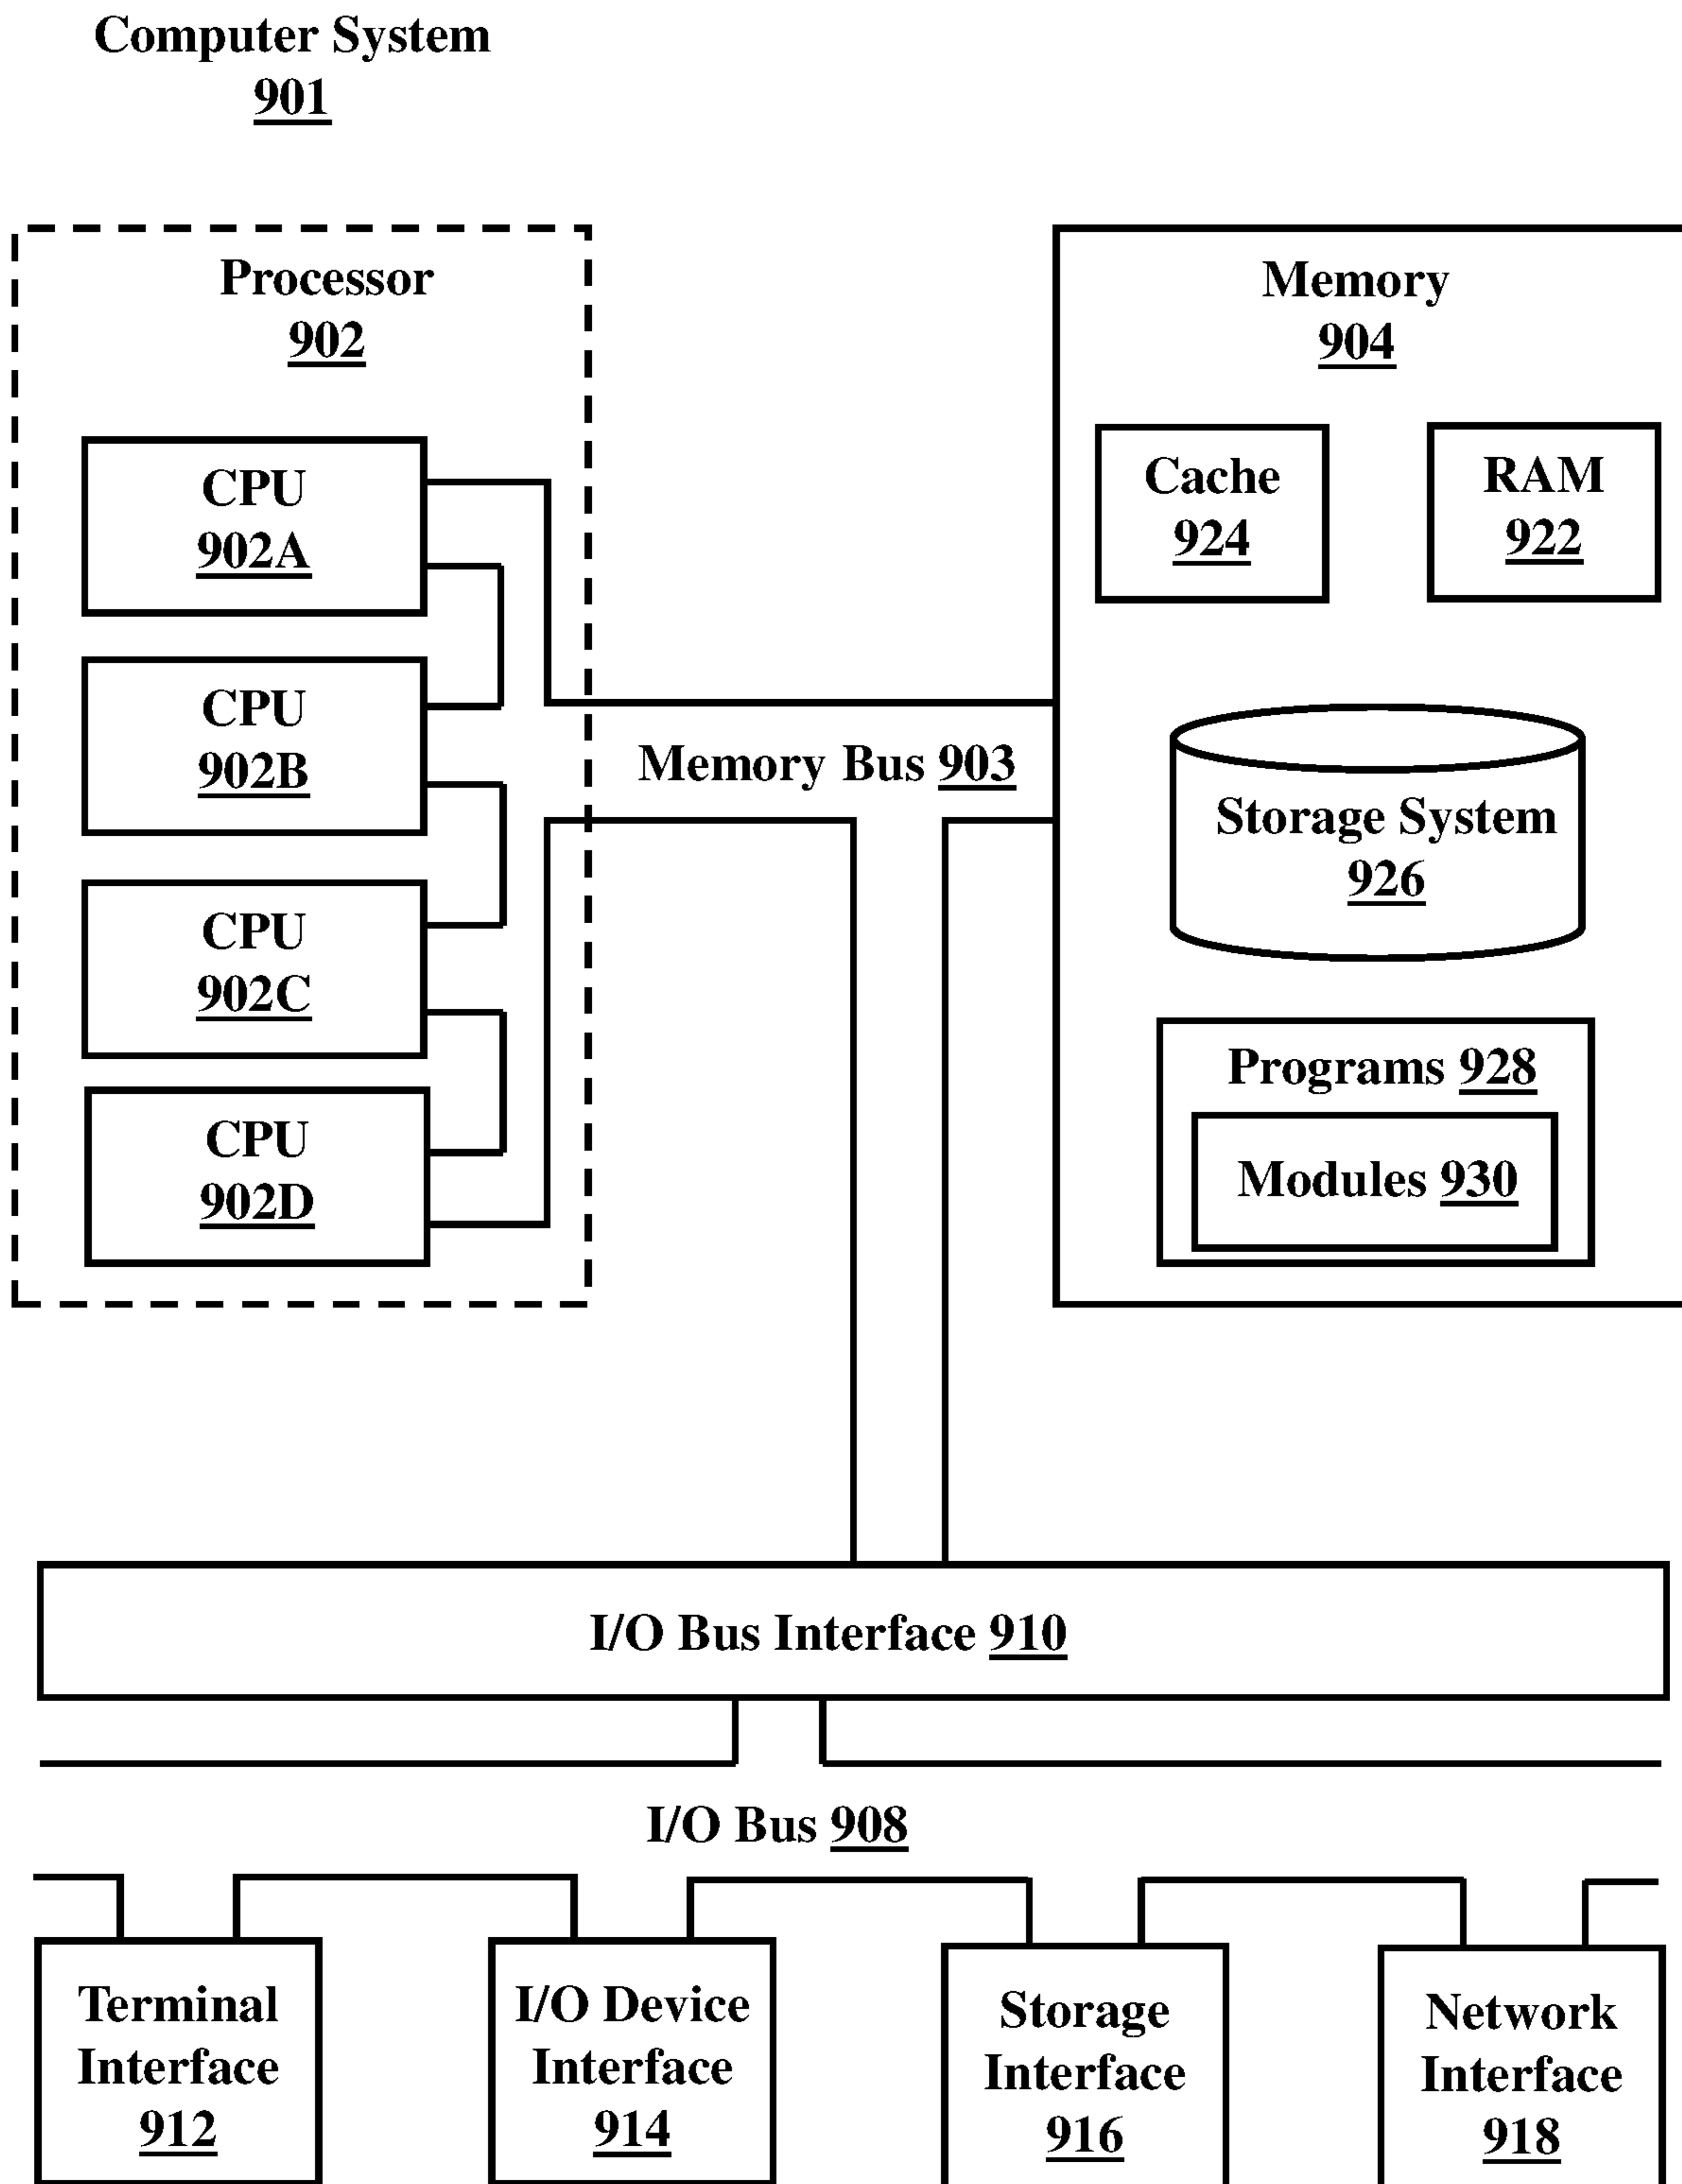 Computer System
901
Processor
902
CPU
902A
CPU
902B
CPU
902C
CPU
902D
Memory Bus 903
Memory
904
Cache
924
RAM
922
Storage System
926
Programs 928
Modules 930
I/O Bus Interface 910
I/O Bus 908
Terminal
Interface
912
I/O Device
Interface
914
Storage
Interface
916
Network
Interface
918